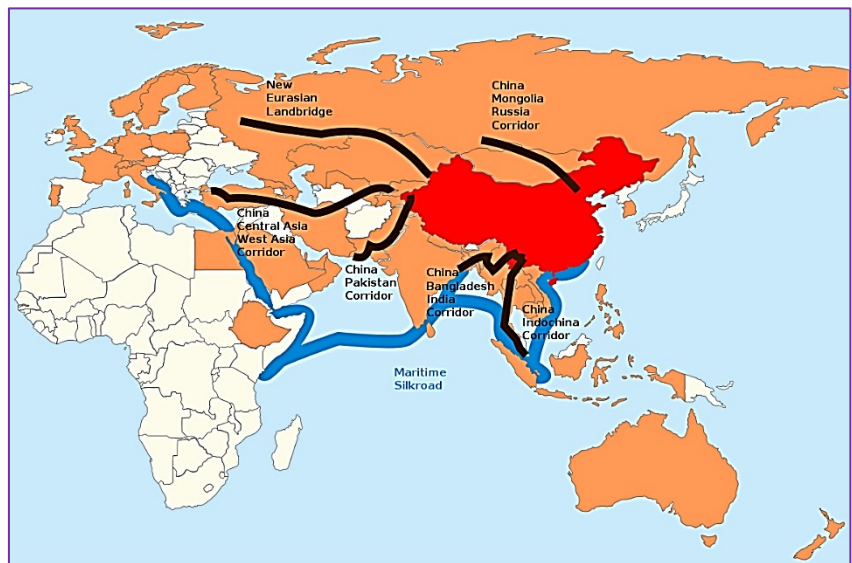 New
Eurasian
Landbridge
China
Mongolia
Russia
Corridor
China
Central Asia
West Asia
Corridor
China
Pakistan
Corridor
China
Bangladesh
India
Corridor
China
Indochina
Corridor
Maritime
Silkroad